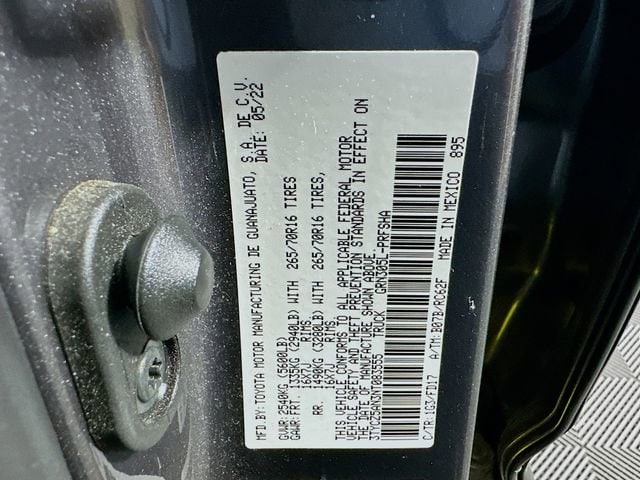 MFD.BY:TOYOTA MOTOR MANUFACTURING DE GUANAJUATO, S.A. DE C.V.
DATE: 05/22
GVWR:2540KG(5600LB)
GAWR:FRT. 1335KG(2940LB) WITH 265/70R16 TIRES
16X7J RIMS
RR. 1490KG(3280LB) WITH 265/70R16 TIRES,
16X7J RIMS
THIS VEHICLE CONFORMS TO ALL APPLICABLE FEDERAL MOTOR
VEHICLE SAFETY AND THEFT PREVENTION STANDARDS IN EFFECT ON
THE DATE OF MANUFACTURE SHOWN ABOVE.
TRUCK GRN305L-PRFSHA
C/TR:1G3/FD17 A/TM:B07B/RC62F MADE IN MEXICO 895